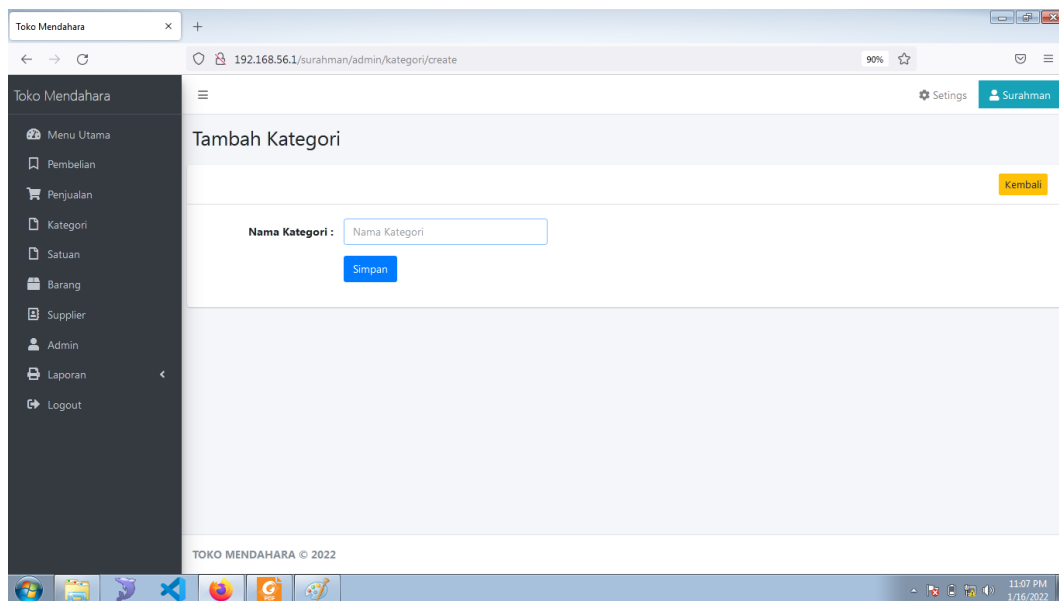 Toko Mendahara
192.168.56.1/surahman/admin/kategori/create
90%
Toko Mendahara
Setings
Surahman
Menu Utama
Pembelian
Penjualan
Kategori
Satuan
Barang
Supplier
Admin
Laporan
Logout
Tambah Kategori
Kembali
Nama Kategori :
Nama Kategori
Simpan
TOKO MENDAHARA © 2022
G
PDF
11:07 PM
1/16/2022